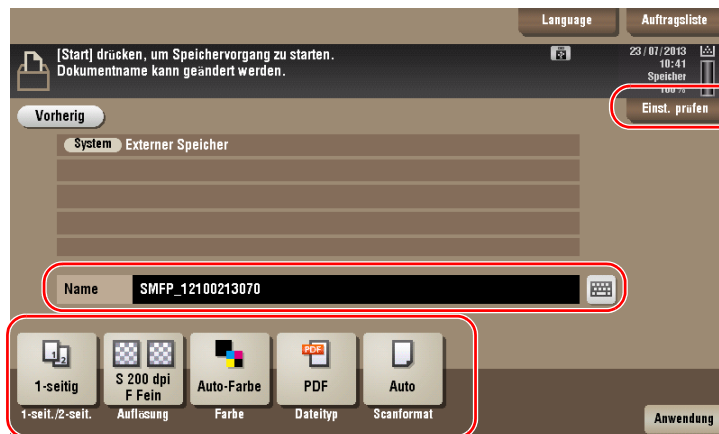 Language
Auftragsliste
[Start] drücken, um Speichervorgang zu starten.
Dokumentname kann geändert werden.
23/07/2013
10:41
Speicher
100 %
Vorherig
Einst. prüfen
System Externer Speicher
Name SMFP_12100213070
1
2
S 200 dpi
F Fein
PDF
1-seitig
Auto-Farbe
PDF
Auto
1-seit./2-seit.
Auflösung
Farbe
Dateityp
Scanformat
Anwendung